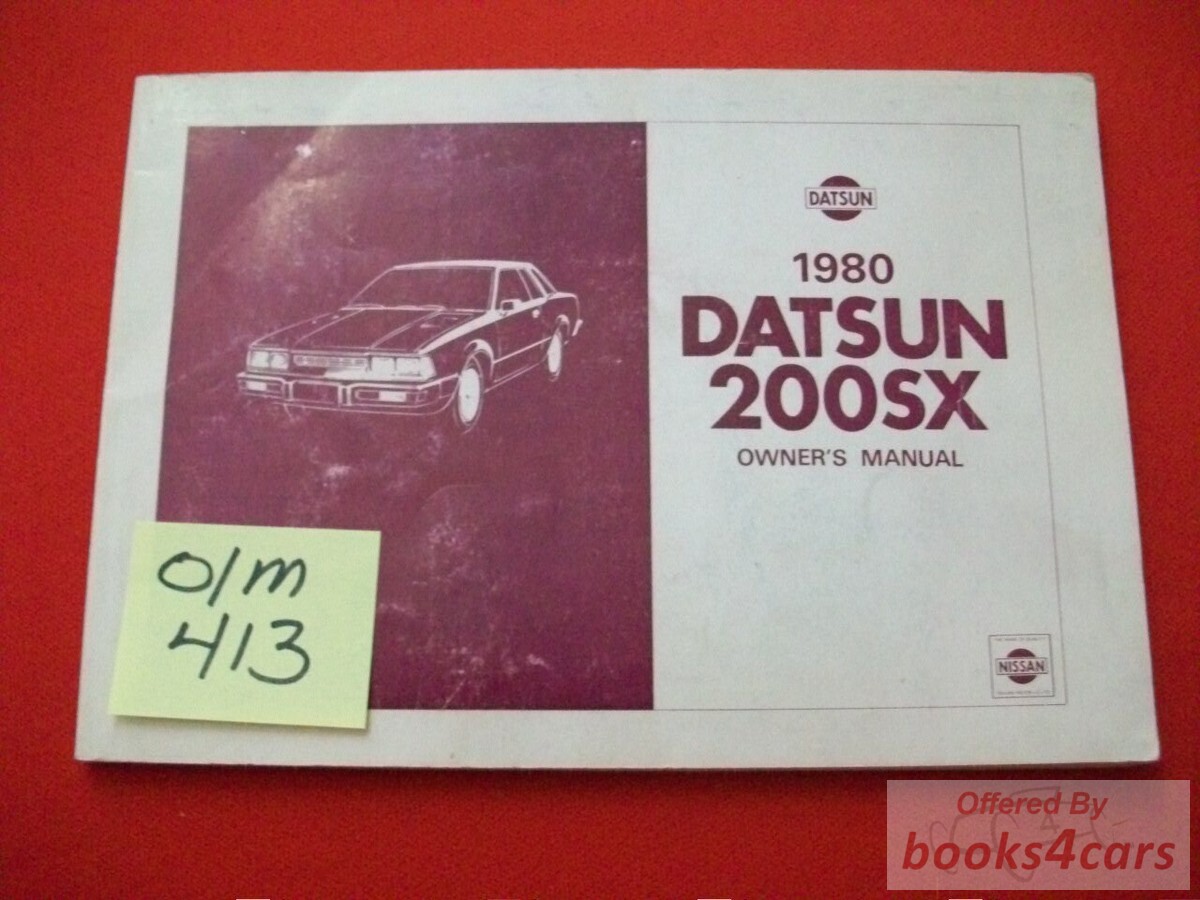 DATSUN
1980
DATSUN
200SX
OWNER'S MANUAL
NISSAN
O/m
413
Offered By
books4cars